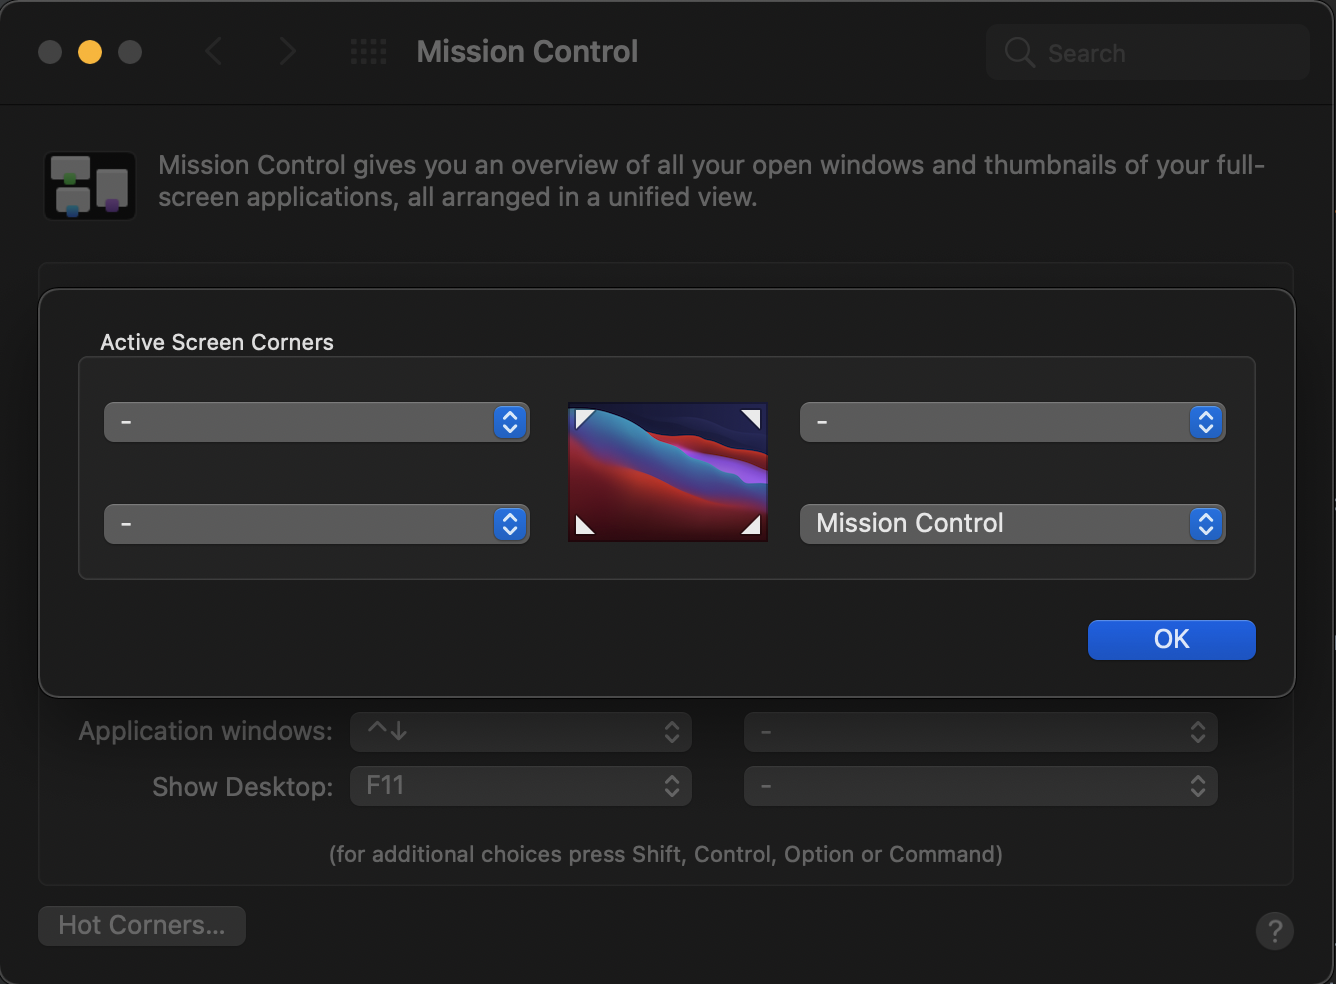 Mission Control
Search
Mission Control gives you an overview of all your open windows and thumbnails of your full-
screen applications, all arranged in a unified view.
Active Screen Corners
-
-
-
Mission Control
OK
Application windows: ^↓ -
Show Desktop: F11 -
(for additional choices press Shift, Control, Option or Command)
Hot Corners...
?